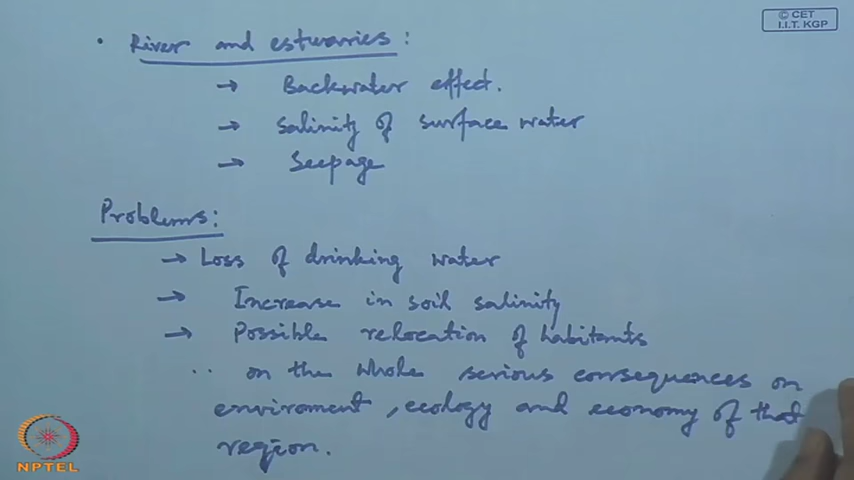 © CET
I.I.T. KGP
• River and estuaries :
→ Backwater effect.
→ Salinity of surface water
→ Seepage
Problems :
→ Loss of drinking water
→ Increase in soil salinity
→ Possible relocation of habitants
.. on the whole serious consequences on
enviroment , ecology and economy of that
region.
NPTEL